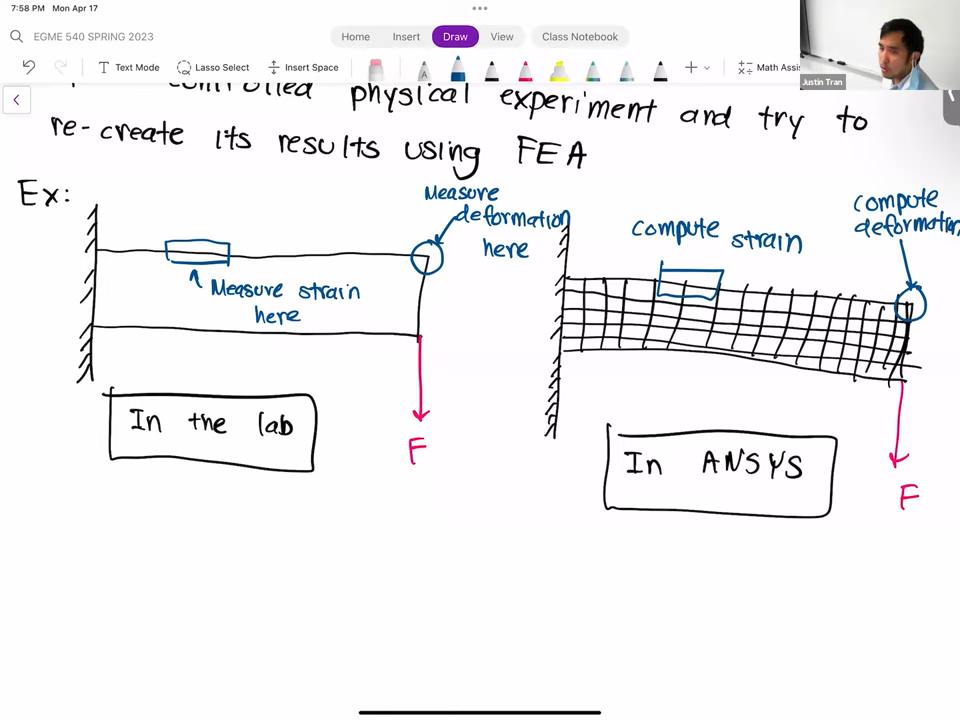 7:58 PM Mon Apr 17
EGME 540 SPRING 2023
Home Insert Draw View Class Notebook
Text Mode Lasso Select Insert Space Math Assis
Justin Tran
controlled physical experiment and try to
re-create its results using FEA
Ex:
Measure
deformation
here
Measure strain
here
In the lab
F
compute strain
compute
deformation
In ANSYS
F